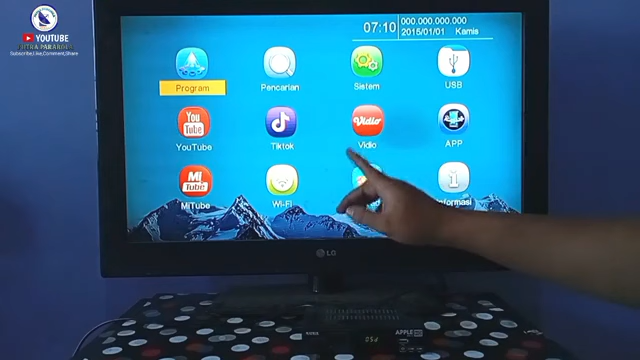 YOUTUBE
PUTRA PARABOLA
Subscribe,Like,Comment,Share
07:10
000.000.000.000
2015/01/01 Kamis
Program
Pencarian
Sistem
USB
You
Tube
Vidio
YouTube
Tiktok
Vidio
APP
Mi
Tube
MiTube
Wi-Fi
Informasi
LG
APPLE